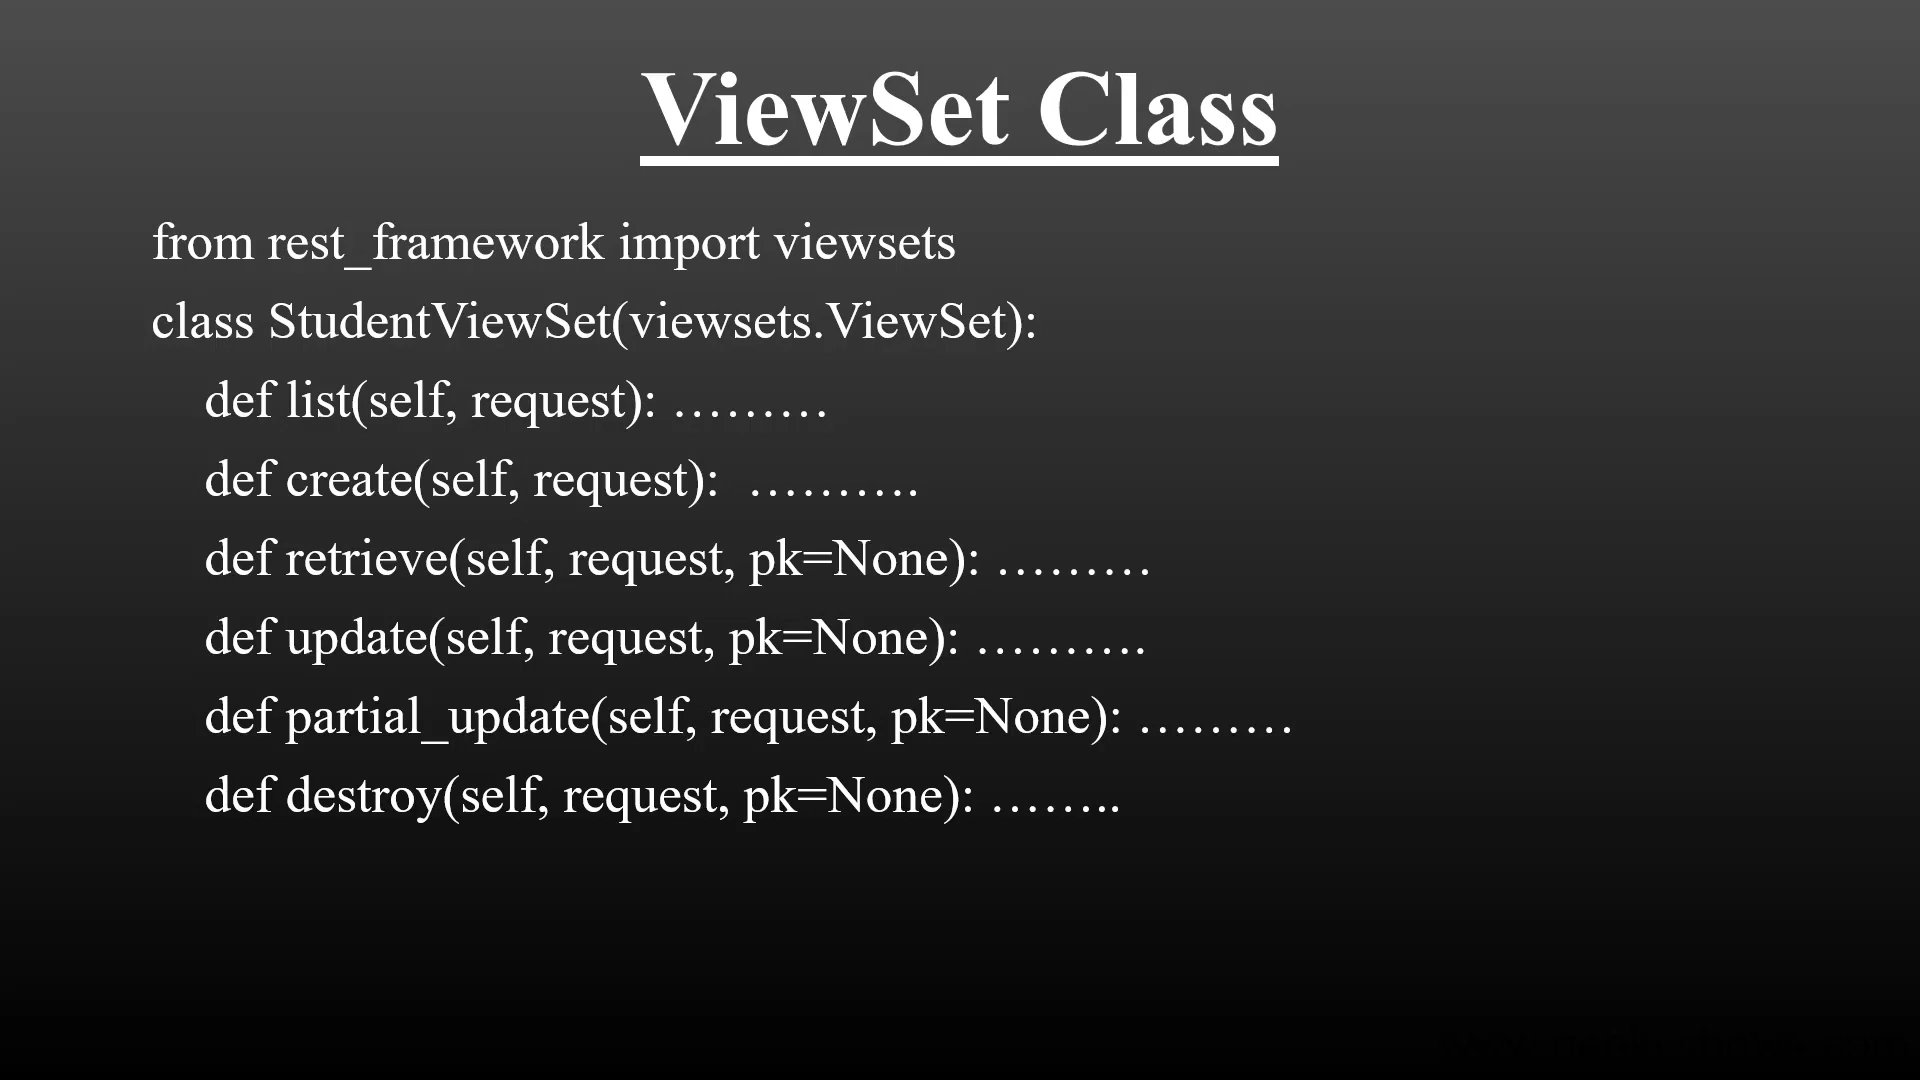 ViewSet Class
from rest_framework import viewsets
class StudentViewSet(viewsets.ViewSet):
def list(self, request): ………
def create(self, request):  ……….
def retrieve(self, request, pk=None): ………
def update(self, request, pk=None): ……….
def partial_update(self, request, pk=None): ………
def destroy(self, request, pk=None): ……..